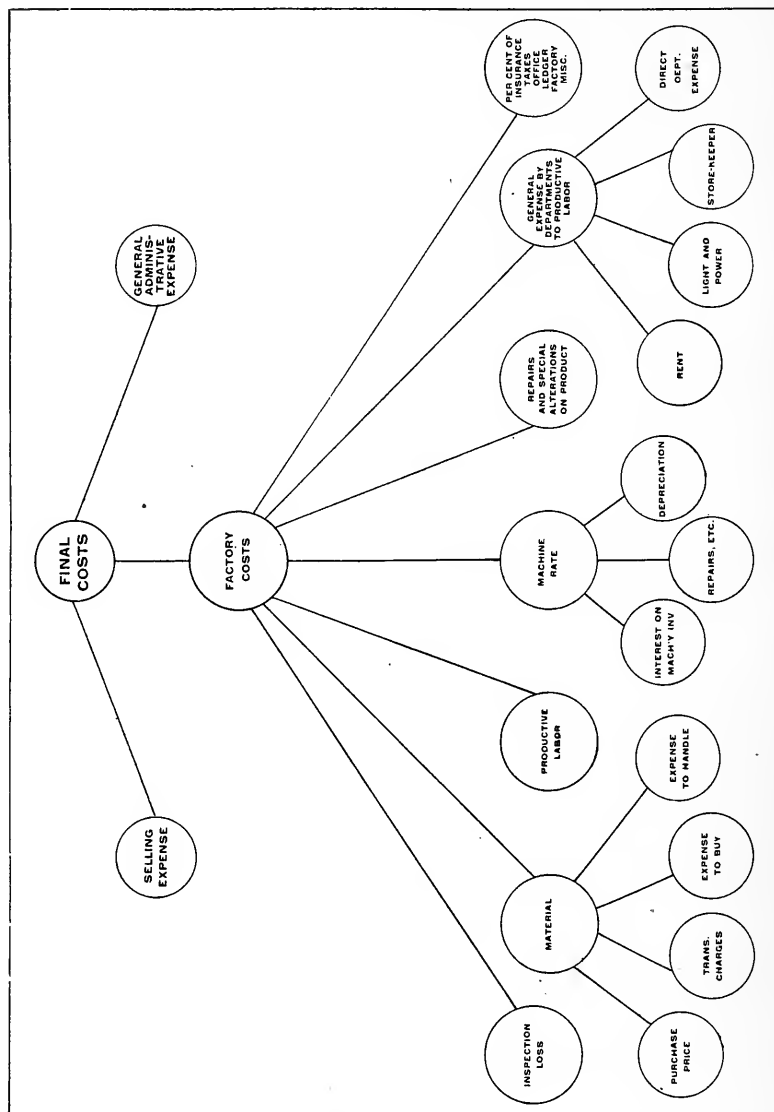 FINAL
COSTS
SELLING
EXPENSE
GENERAL
ADMINIS-
TRATIVE
EXPENSE
FACTORY
COSTS
INSPECTION
LOSS
MATERIAL
PRODUCTIVE
LABOR
MACHINE
RATE
REPAIRS
AND SPECIAL
ALTERATIONS
ON PRODUCT
GENERAL
EXPENSE BY
DEPARTMENTS
TO PRODUCTIVE
LABOR
PER CENT OF
INSURANCE
TAXES
OFFICE
LEDGER
FACTORY
MISC.
PURCHASE
PRICE
TRANS.
CHARGES
EXPENSE
TO BUY
EXPENSE
TO HANDLE
INTEREST ON
MACH'Y INV
REPAIRS, ETC.
DEPRECIATION
RENT
LIGHT AND
POWER
STORE-KEEPER
DIRECT
DEPT.
EXPENSE